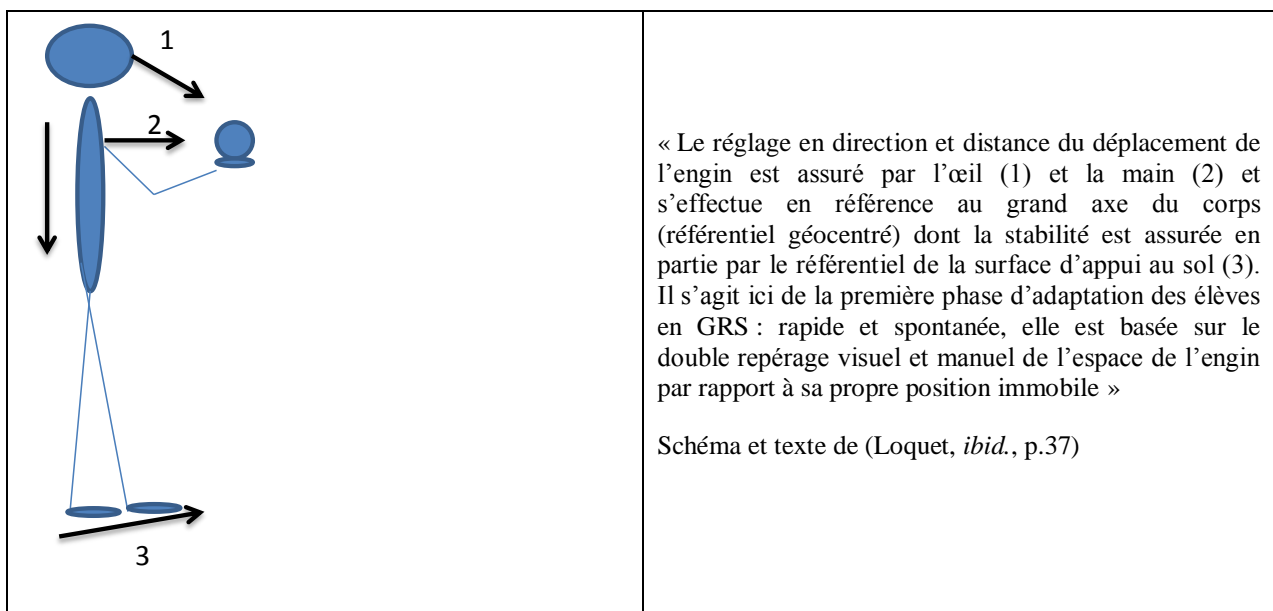 1
2
3
« Le réglage en direction et distance du déplacement de
l'engin est assuré par l'œil (1) et la main (2) et
s'effectue en référence au grand axe du corps
(référentiel géocentré) dont la stabilité est assurée en
partie par le référentiel de la surface d'appui au sol (3).
Il s'agit ici de la première phase d'adaptation des élèves
en GRS : rapide et spontanée, elle est basée sur le
double repérage visuel et manuel de l'espace de l'engin
par rapport à sa propre position immobile »
Schéma et texte de (Loquet, ibid., p.37)